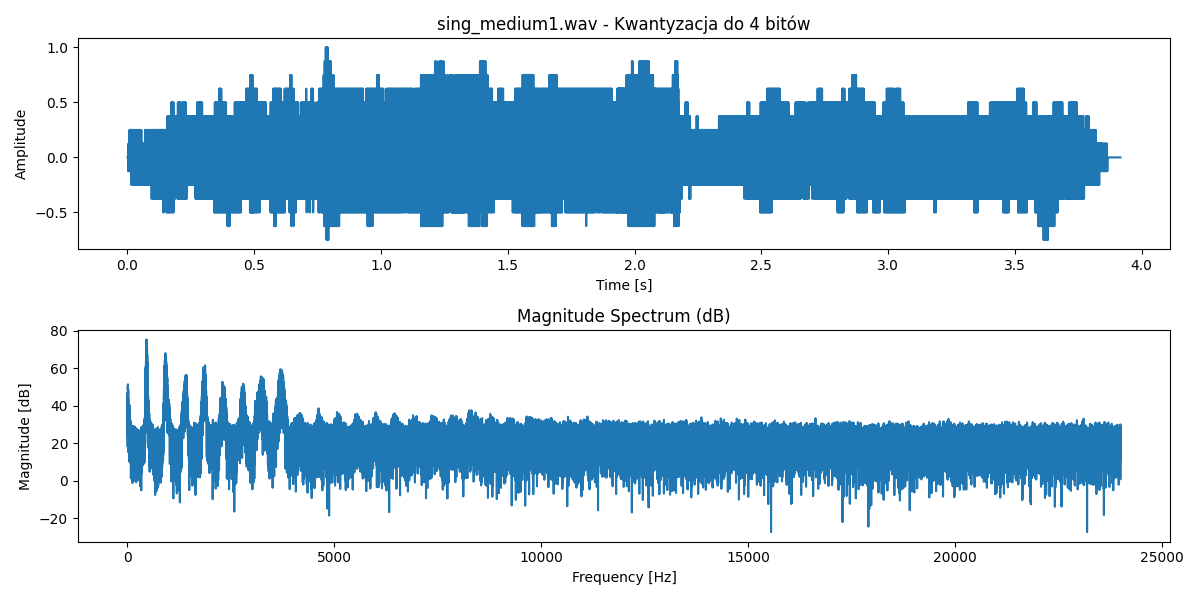 sing_medium1.wav - Kwantyzacja do 4 bitów
1.0
0.5
0.0
−0.5
Amplitude
0.0 0.5 1.0 1.5 2.0 2.5 3.0 3.5 4.0
Time [s]
Magnitude Spectrum (dB)
80
60
40
20
0
−20
Magnitude [dB]
0 5000 10000 15000 20000 25000
Frequency [Hz]